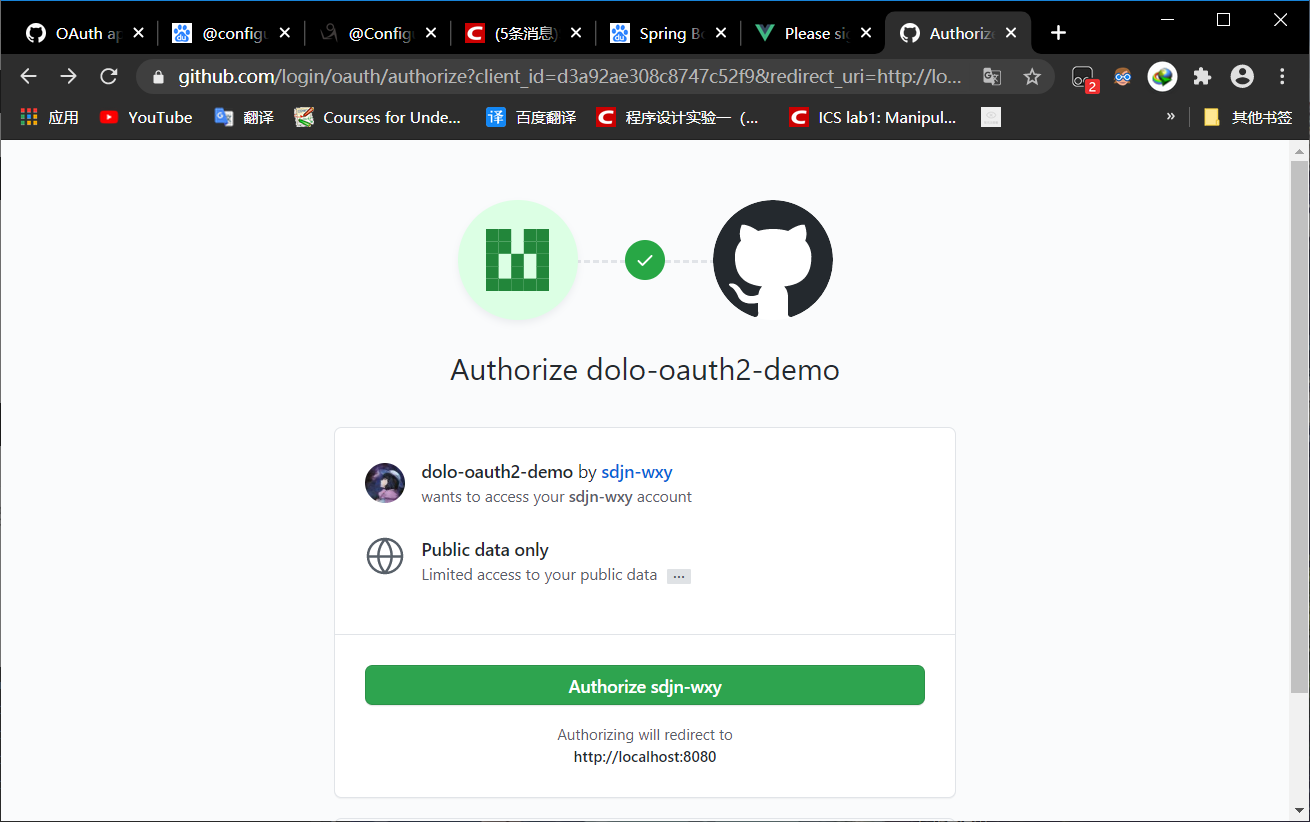 OAuth ap
@configu
@Config
(5条消息)
Spring Bo
Please sig
Authoriz
github.com/login/oauth/authorize?client_id=d3a92ae308c8747c52f9&redirect_uri=http://lo...
2
应用
YouTube
翻译
Courses for Unde...
译
百度翻译
程序设计实验一（...
ICS lab1: Manipul...
»
其他书签
Authorize dolo-oauth2-demo
dolo-oauth2-demo by sdjn-wxy
wants to access your sdjn-wxy account
Public data only
Limited access to your public data ...
Authorize sdjn-wxy
Authorizing will redirect to
http://localhost:8080